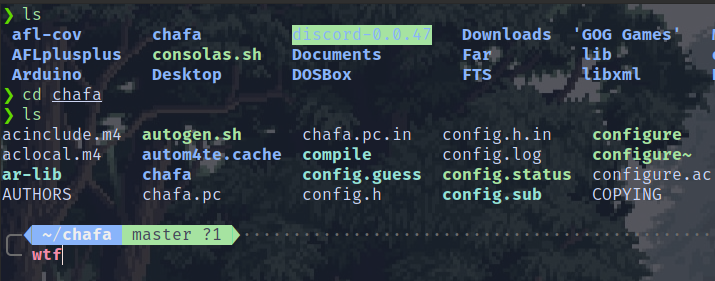 ❯ ls
afl-cov chafa discord-0.0.47 Downloads 'GOG Games'
AFLplusplus consolas.sh Documents Far lib
Arduino Desktop DOSBox FTS libxml
❯ cd chafa
❯ ls
acinclude.m4 autogen.sh chafa.pc.in config.h.in configure
aclocal.m4 autom4te.cache compile config.log configure~
ar-lib chafa config.guess config.status configure.ac
AUTHORS chafa.pc config.h config.sub COPYING
~/chafa master ?1
wtf